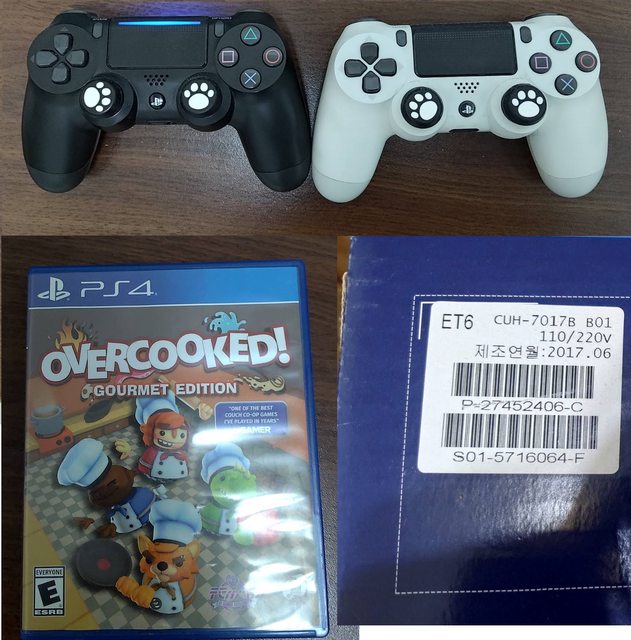 PS4
OVERCOOKED!
GOURMET EDITION
"ONE OF THE BEST
COUCH CO-OP GAMES
I'VE PLAYED IN YEARS"
GAMER
EVERYONE
E
ESRB
ET6 CUH-7017B B01
110/220V
제조연월:2017.06
P-27452406-C
S01-5716064-F